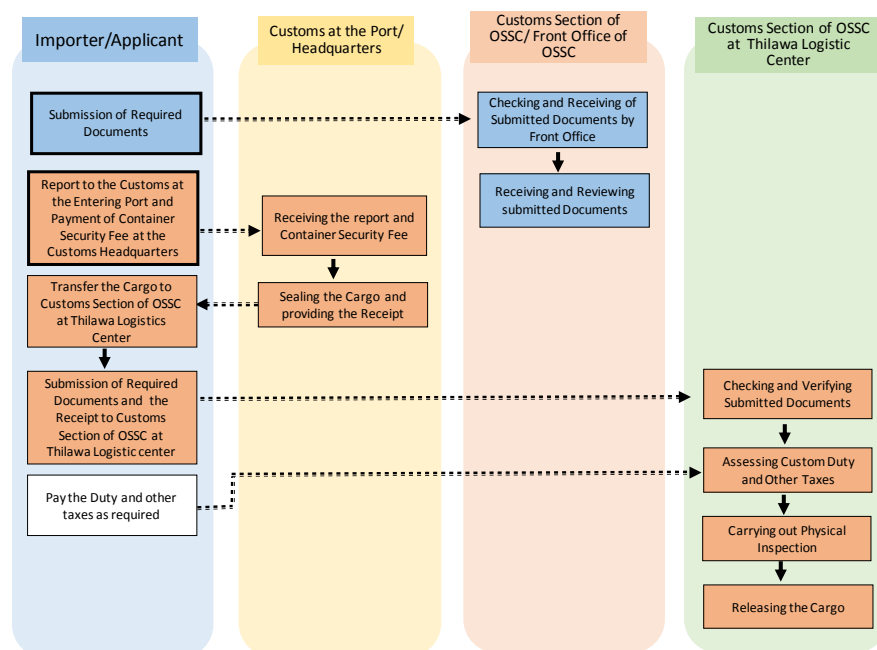 Importer/Applicant
Customs at the Port/
Headquarters
Customs Section of
OSSC/ Front Office of
OSSC
Customs Section of OSSC
at Thilawa Logistic
Center
Submission of Required
Documents
Checking and Receiving of
Submitted Documents by
Front Office
Receiving and Reviewing
submitted Documents
Report to the Customs at
the Entering Port and
Payment of Container
Security Fee at the
Customs Headquarters
Receiving the report and
Container Security Fee
Sealing the Cargo and
providing the Receipt
Transfer the Cargo to
Customs Section of OSSC
at Thilawa Logistics
Center
Submission of Required
Documents and the
Receipt to Customs
Section of OSSC at
Thilawa Logistic center
Checking and Verifying
Submitted Documents
Pay the Duty and other
taxes as required
Assessing Custom Duty
and Other Taxes
Carrying out Physical
Inspection
Releasing the Cargo